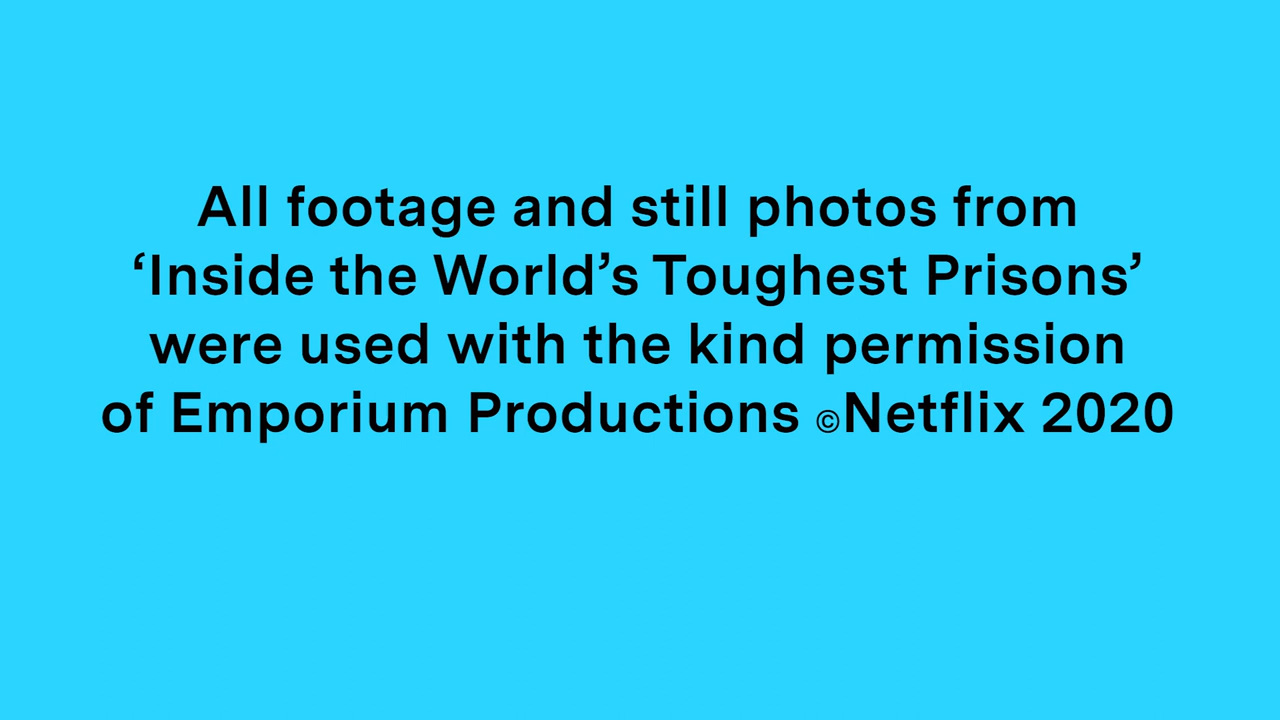 All footage and still photos from
‘Inside the World’s Toughest Prisons’
were used with the kind permission
of Emporium Productions ©Netflix 2020